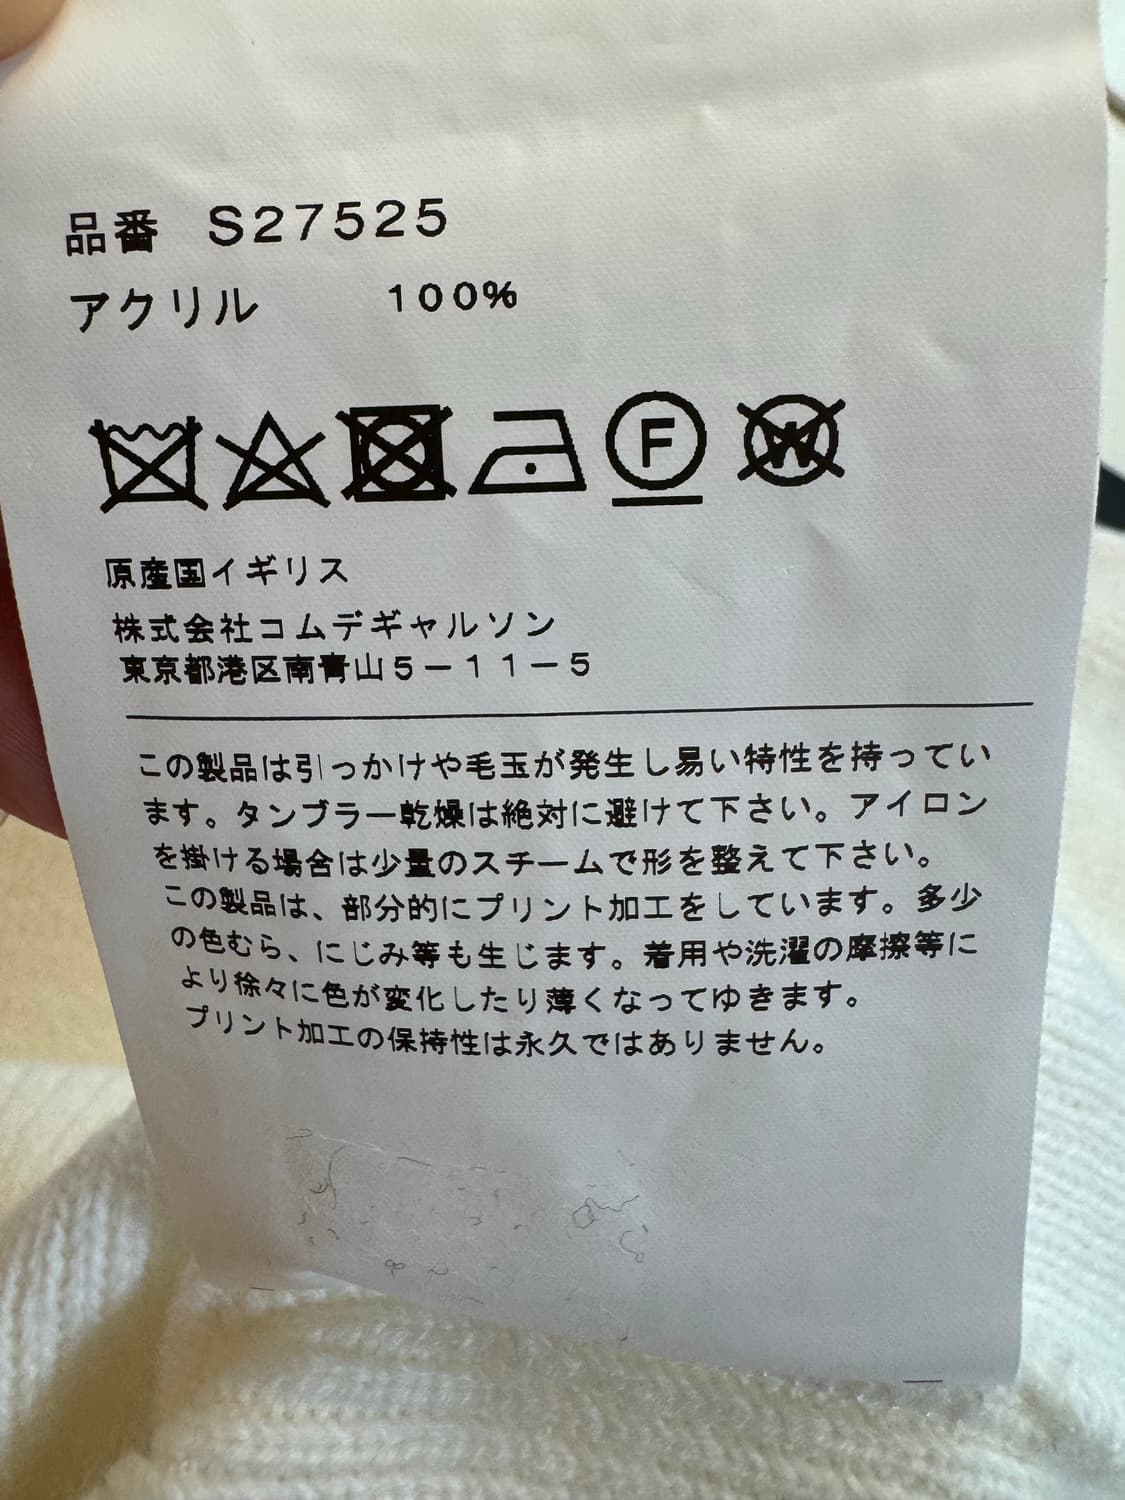 品番 S27525
アクリル 100%
F
W
原産国イギリス
株式会社コムデギャルソン
東京都港区南青山5-11-5
この製品は引っかけや毛玉が発生し易い特性を持ってい
ます。タンブラー乾燥は絶対に避けて下さい。アイロン
を掛ける場合は少量のスチームで形を整えて下さい。
この製品は、部分的にプリント加工をしています。多少
の色むら、にじみ等も生じます。着用や洗濯の摩擦等に
より徐々に色が変化したり薄くなってゆきます。
プリント加工の保持性は永久ではありません。